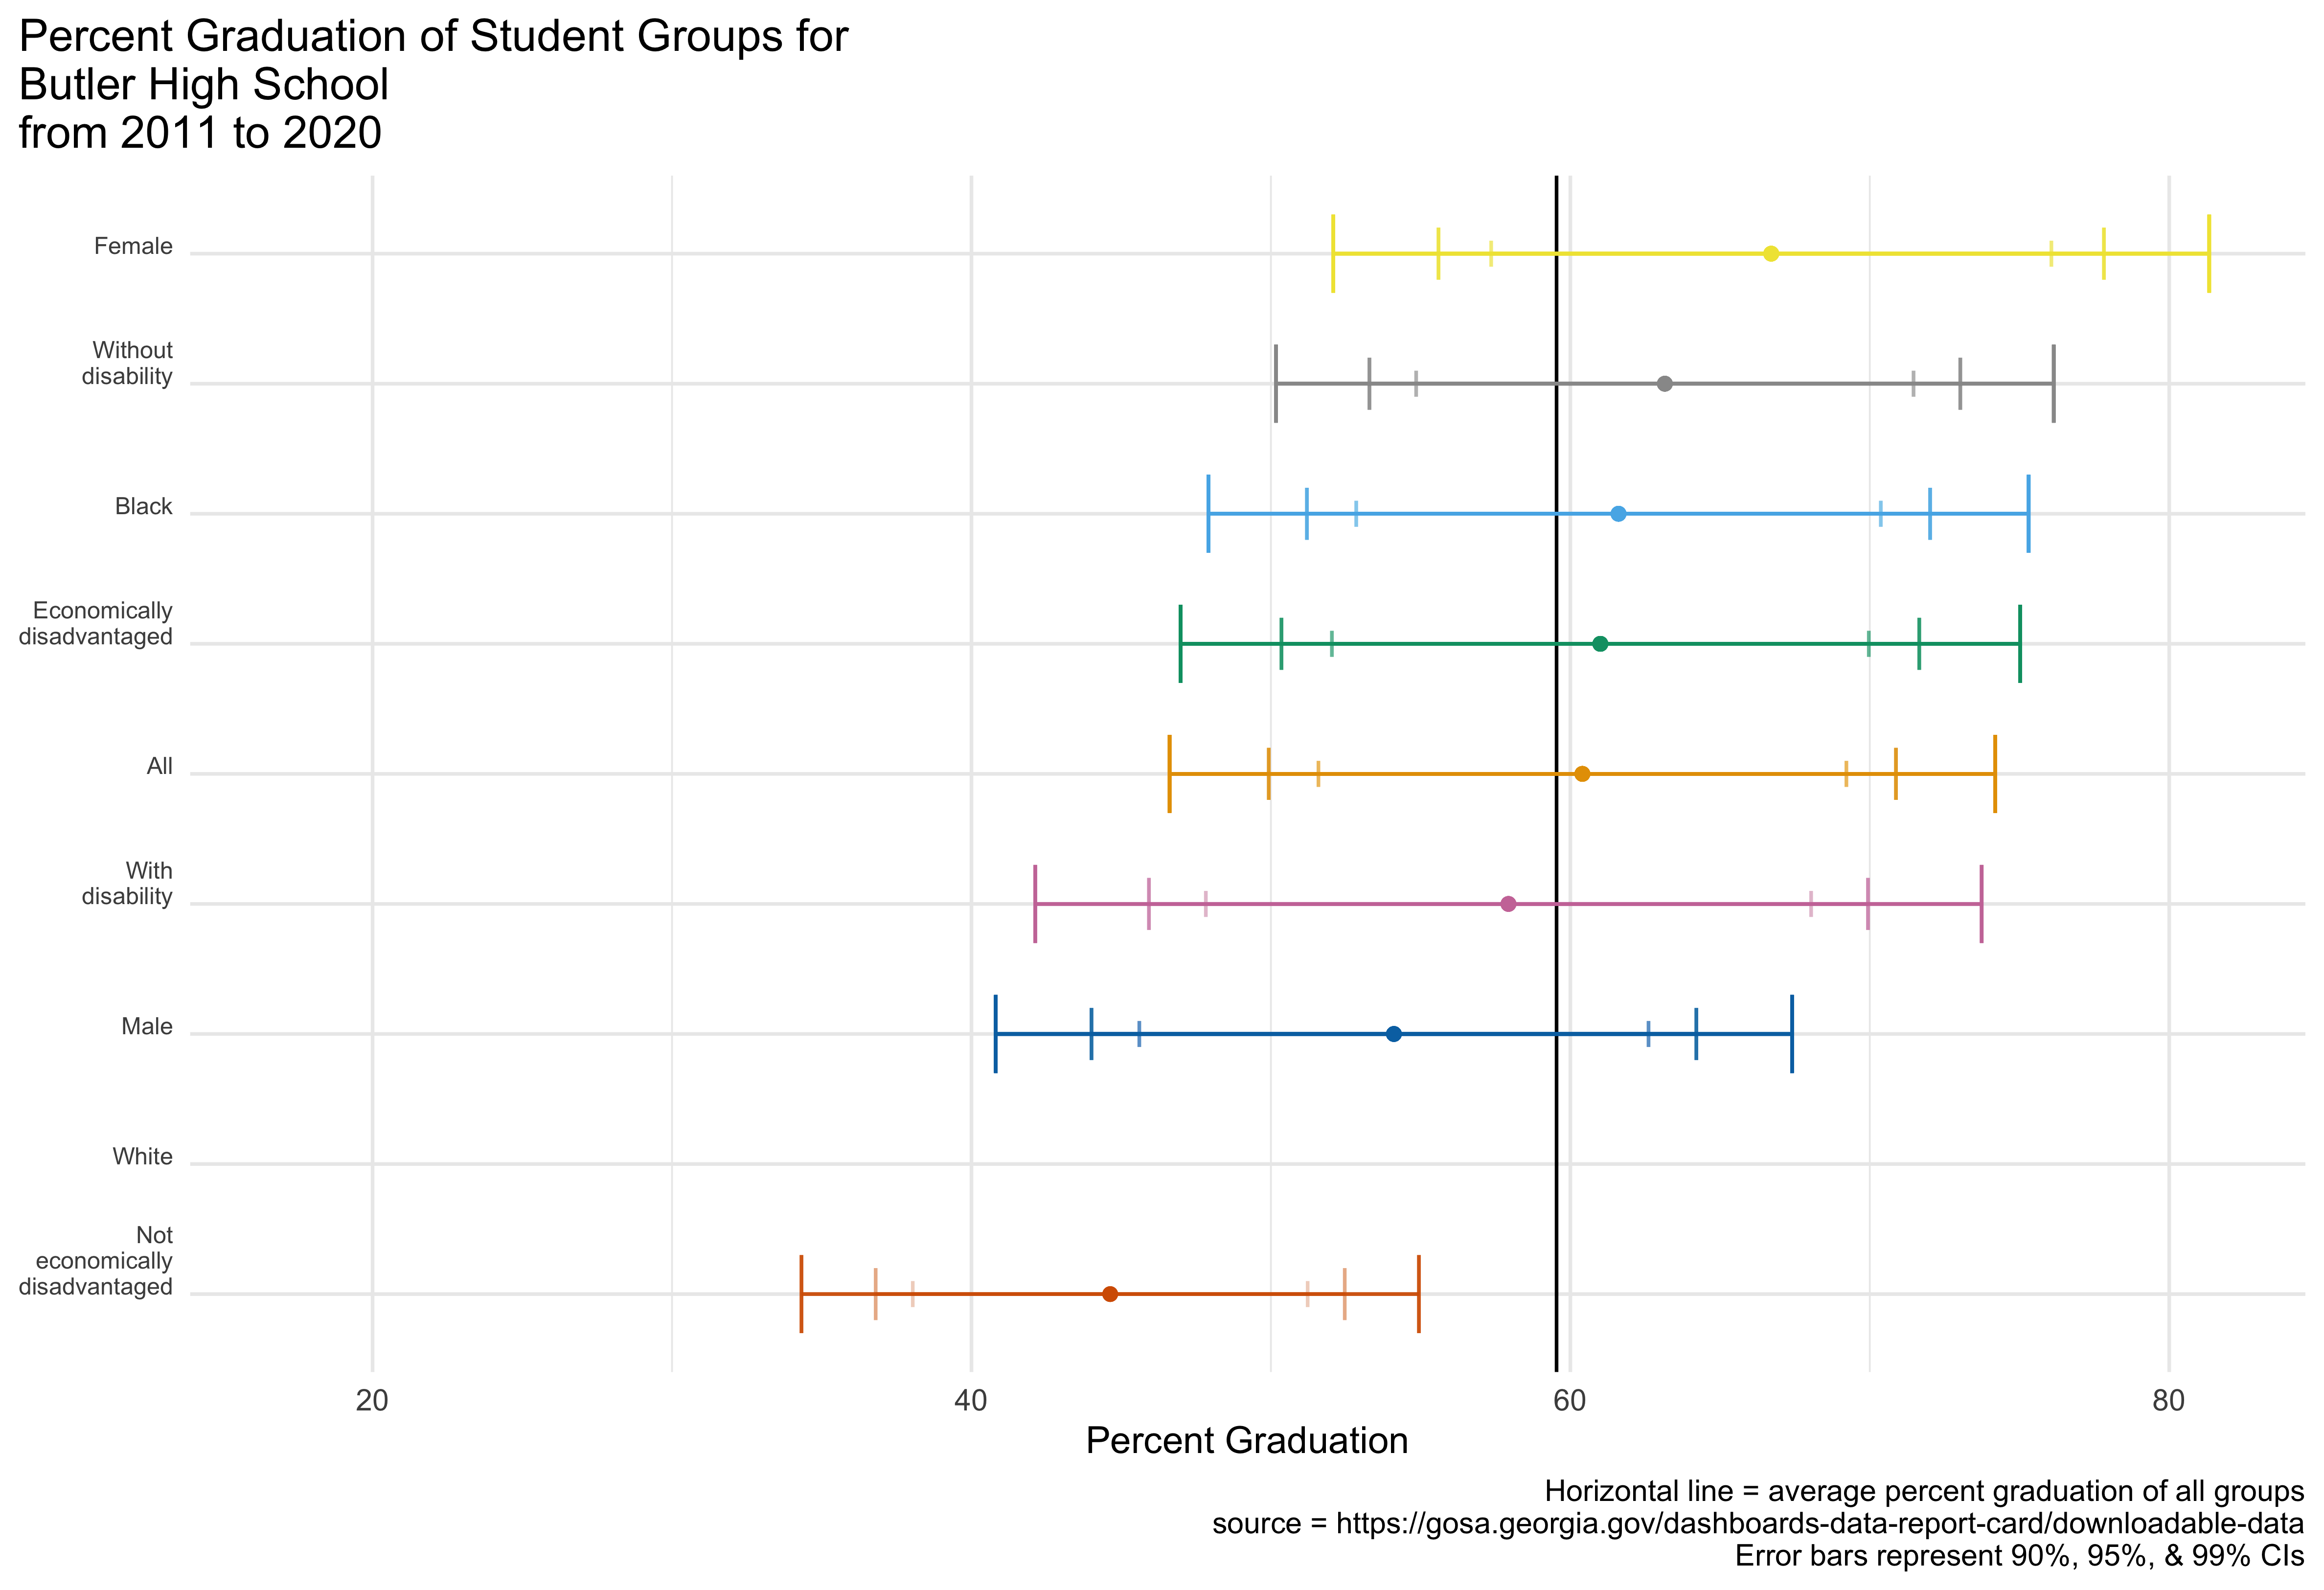 Percent Graduation of Student Groups for
Butler High School
from 2011 to 2020
Female
Without
disability
Black
Economically
disadvantaged
All
With
disability
Male
White
Not
economically
disadvantaged
20
40
60
80
Percent Graduation
Horizontal line = average percent graduation of all groups
source = https://gosa.georgia.gov/dashboards-data-report-card/downloadable-data
Error bars represent 90%, 95%, & 99% CIs